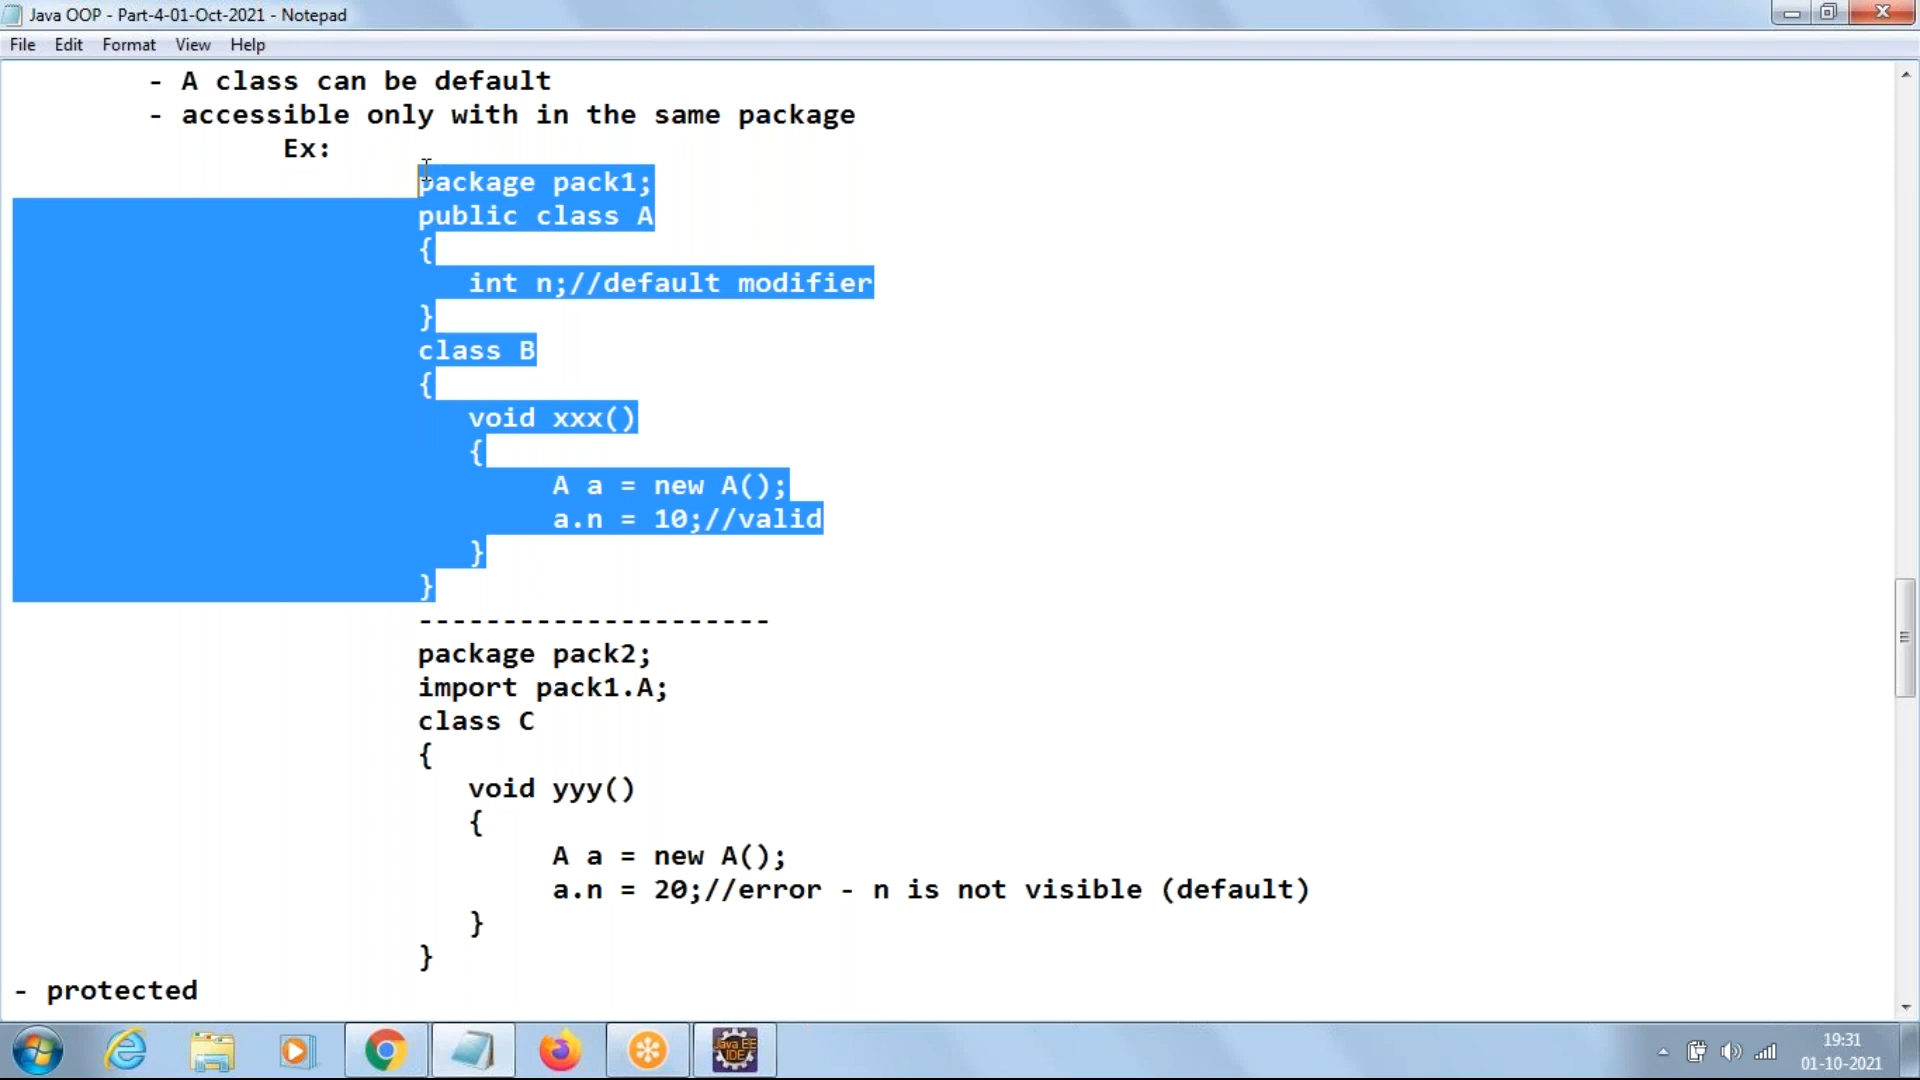 Java OOP - Part-4-01-Oct-2021 - Notepad
File Edit Format View Help
- A class can be default
- accessible only with in the same package
Ex:
package pack1;
public class A
{
int n;//default modifier
}
class B
{
void xxx()
{
A a = new A();
a.n = 10;//valid
}
}
---------------------
package pack2;
import pack1.A;
class C
{
void yyy()
{
A a = new A();
a.n = 20;//error - n is not visible (default)
}
}
- protected
Java EE
IDE
19:31
01-10-2021